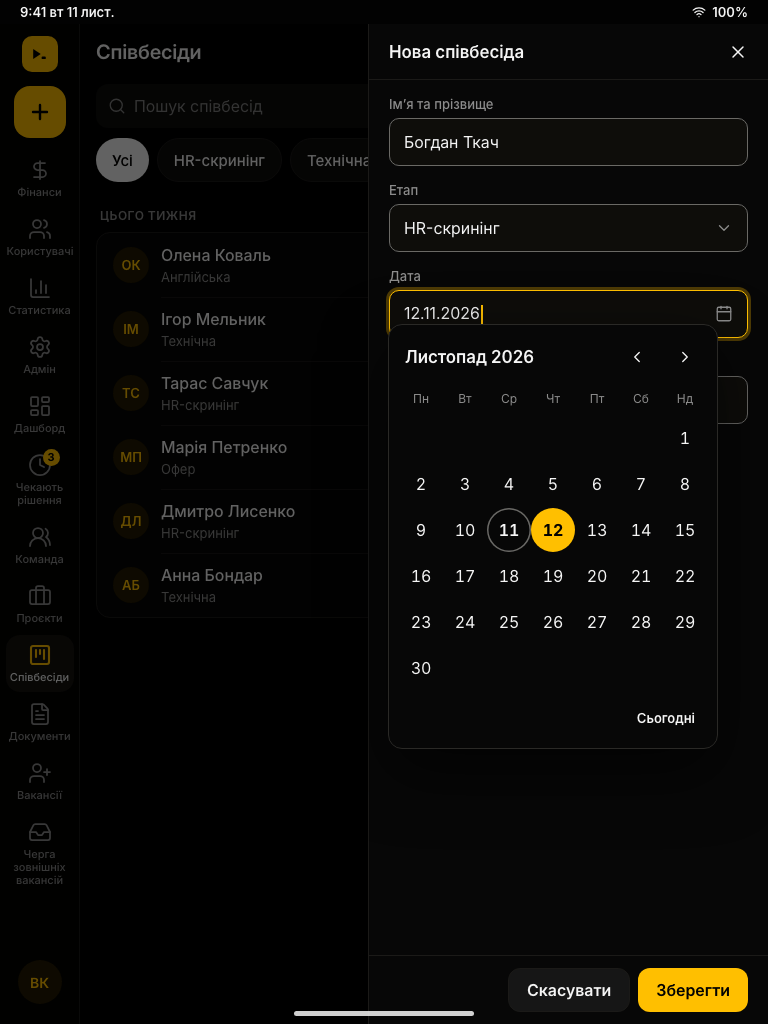 9:41 вт 11 лист.
100%
Фінанси
Користувачі
Статистика
Адмін
Дашборд
3
Чекають
рішення
Команда
Проєкти
Співбесіди
Документи
Вакансії
Черга
зовнішніх
вакансій
ВК
Співбесіди
Пошук співбесід
Усі
HR-скринінг
Технічна
ЦЬОГО ТИЖНЯ
ОК
Олена Коваль
Англійська
ІМ
Ігор Мельник
Технічна
ТС
Тарас Савчук
HR-скринінг
МП
Марія Петренко
Офер
ДЛ
Дмитро Лисенко
HR-скринінг
АБ
Анна Бондар
Технічна
Нова співбесіда
Ім’я та прізвище
Богдан Ткач
Етап
HR-скринінг
Дата
12.11.2026
Листопад 2026
Пн Вт Ср Чт Пт Сб Нд
1
2 3 4 5 6 7 8
9 10 11 12 13 14 15
16 17 18 19 20 21 22
23 24 25 26 27 28 29
30
Сьогодні
Скасувати
Зберегти